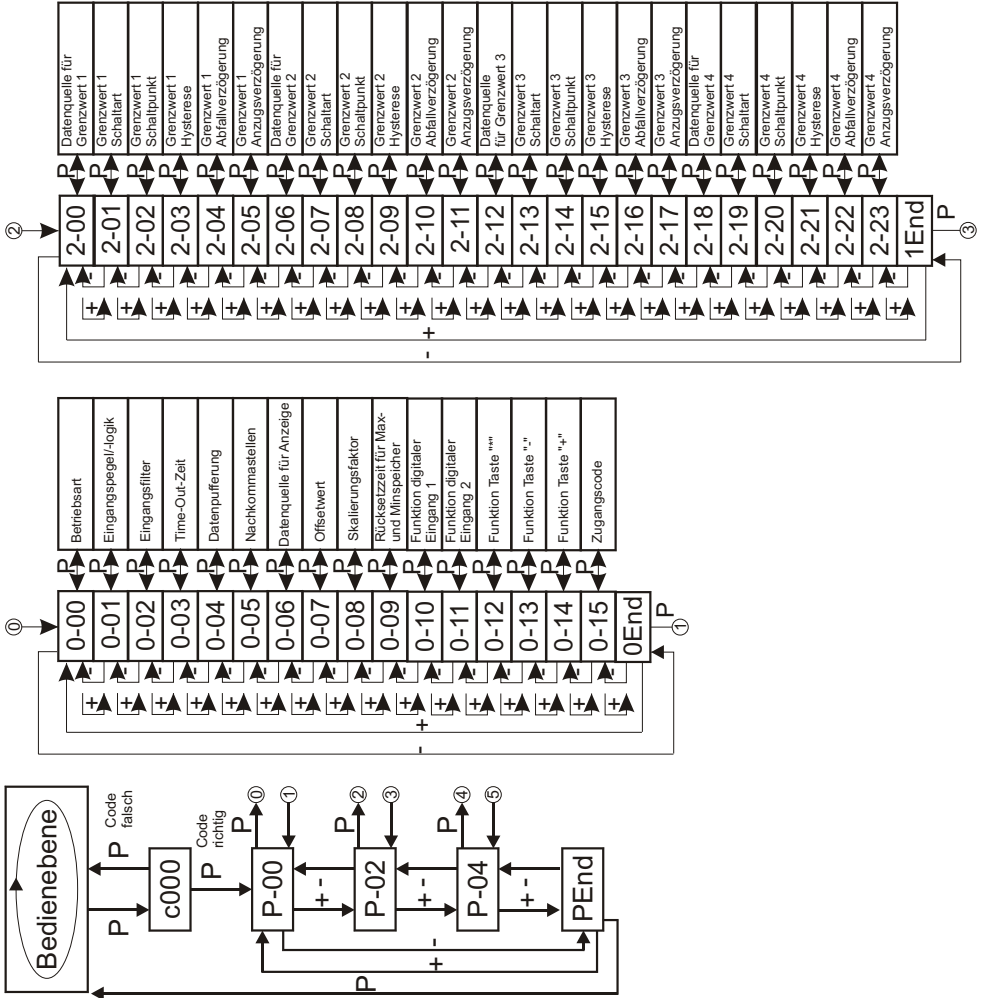 Datenquelle für
Grenzwert 1
Grenzwert 1
Schaltart
Grenzwert 1
Schaltpunkt
Grenzwert 1
Hysterese
Grenzwert 1
Abfallverzögerung
Grenzwert 1
Anzugsverzögerung
Datenquelle für
Grenzwert 2
Grenzwert 2
Schaltart
Grenzwert 2
Schaltpunkt
Grenzwert 2
Hysterese
Grenzwert 2
Abfallverzögerung
Grenzwert 2
Anzugsverzögerung
Datenquelle
für Grenzwert 3
Grenzwert 3
Schaltart
Grenzwert 3
Schaltpunkt
Grenzwert 3
Hysterese
Grenzwert 3
Abfallverzögerung
Grenzwert 3
Anzugsverzögerung
Datenquelle für
Grenzwert 4
Grenzwert 4
Schaltart
Grenzwert 4
Schaltpunkt
Grenzwert 4
Hysterese
Grenzwert 4
Abfallverzögerung
Grenzwert 4
Anzugsverzögerung
P P P P P P P P P P P P P P P P P P P P P P P P
② 2-00 2-01 2-02 2-03 2-04 2-05 2-06 2-07 2-08 2-09 2-10 2-11 2-12 2-13 2-14 2-15 2-16 2-17 2-18 2-19 2-20 2-21 2-22 2-23 1End P ③
- - - - - - - - - - - - - - - - - - - - - - -
+ + + + + + + + + + + + + + + + + + + + + + + +
+
-
Betriebsart
Eingangspegel/-logik
Eingangsfilter
Time-Out-Zeit
Datenpufferung
Nachkommastellen
Datenquelle für Anzeige
Offsetwert
Skalierungsfaktor
Rücksetzzeit für Max-
und Minspeicher
Funktion digitaler
Eingang 1
Funktion digitaler
Eingang 2
Funktion Taste "*"
Funktion Taste "-"
Funktion Taste "+"
Zugangscode
P P P P P P P P P P P P P P P P
⓪ 0-00 0-01 0-02 0-03 0-04 0-05 0-06 0-07 0-08 0-09 0-10 0-11 0-12 0-13 0-14 0-15 0End P ①
- - - - - - - - - - - - - - -
+ + + + + + + + + + + + + + + +
+
-
Bedienebene
P
P
Code
falsch
c000
P
Code
richtig
P ⓪ ①
P-00
+ -
P ② ③
P-02
+ -
P ④ ⑤
P-04
+ -
PEnd
-
+
P